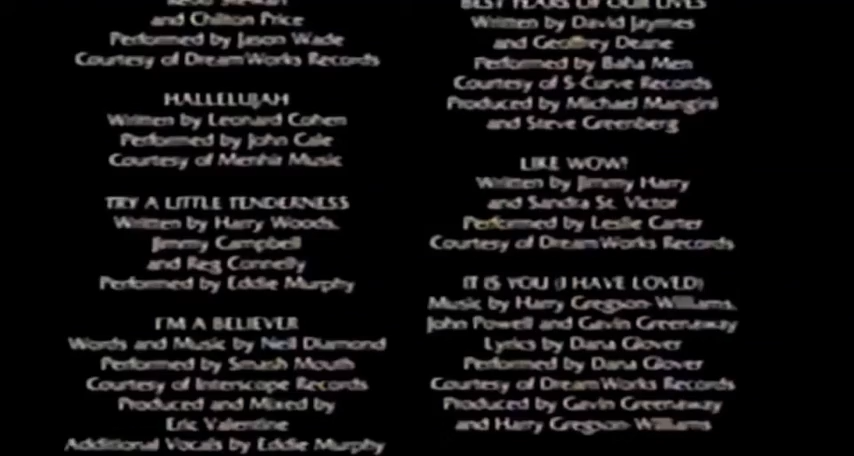 and Chilton Price
Performed by Jason Wade
Courtesy of DreamWorks Records
HALLELUJAH
Written by Leonard Cohen
Performed by John Cale
Courtesy of Menhir Music
TRY A LITTLE TENDERNESS
Written by Harry Woods,
Jimmy Campbell
and Reg Connelly
Performed by Eddie Murphy
I'M A BELIEVER
Words and Music by Neil Diamond
Performed by Smash Mouth
Courtesy of Interscope Records
Produced and Mixed by
Eric Valentine
Additional Vocals by Eddie Murphy
BEST YEARS OF OUR LIVES
Written by David Jaymes
and Geoffrey Deane
Performed by Baha Men
Courtesy of S-Curve Records
Produced by Michael Mangini
and Steve Greenberg
LIKE WOW!
Written by Jimmy Harry
and Sandra St. Victor
Performed by Leslie Carter
Courtesy of DreamWorks Records
IT IS YOU (I HAVE LOVED)
Music by Harry Gregson-Williams,
John Powell and Gavin Greenaway
Lyrics by Dana Glover
Performed by Dana Glover
Courtesy of DreamWorks Records
Produced by Gavin Greenaway
and Harry Gregson-Williams